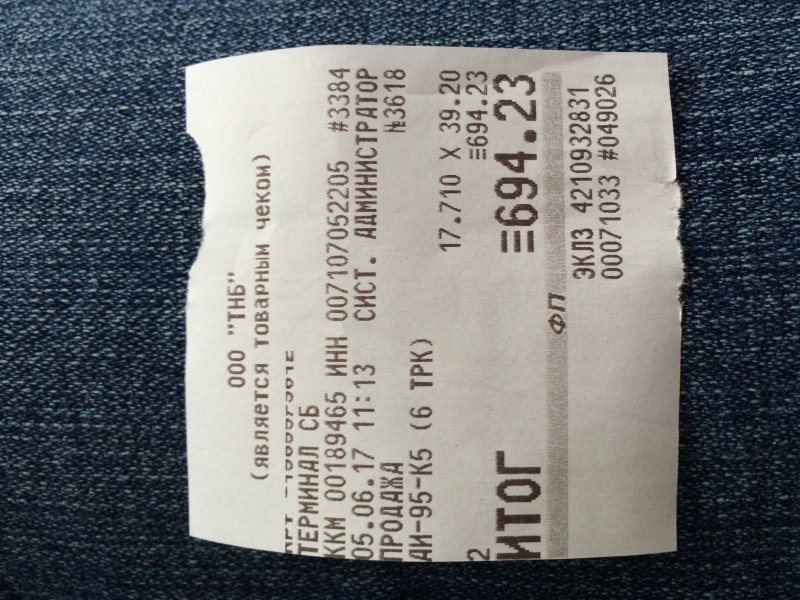 ООО "ТНБ"
(является товарным чеком)
ТЕРМИНАЛ СБ
ККМ 00189465 ИНН 007107052205 #3384
05.06.17 11:13 СИСТ. АДМИНИСТРАТОР
ПРОДАЖА №3618
АИ-95-К5 (6 ТРК)
17.710 X 39.20
2 ≡694.23
ИТОГ ≡694.23
ФП
ЭКЛЗ 4210932831
00071033 #049026